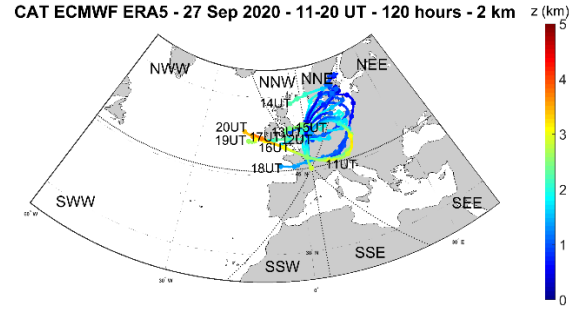 CAT ECMWF ERA5 - 27 Sep 2020 - 11-20 UT - 120 hours - 2 km
z (km)
5
4
3
2
1
0
NWW
NNW
NNE
NEE
14UT
20UT
19UT
17UT
13UT
15UT
12UT
16UT
18UT
11UT
SWW
SSW
SSE
SEE
30° W
0°